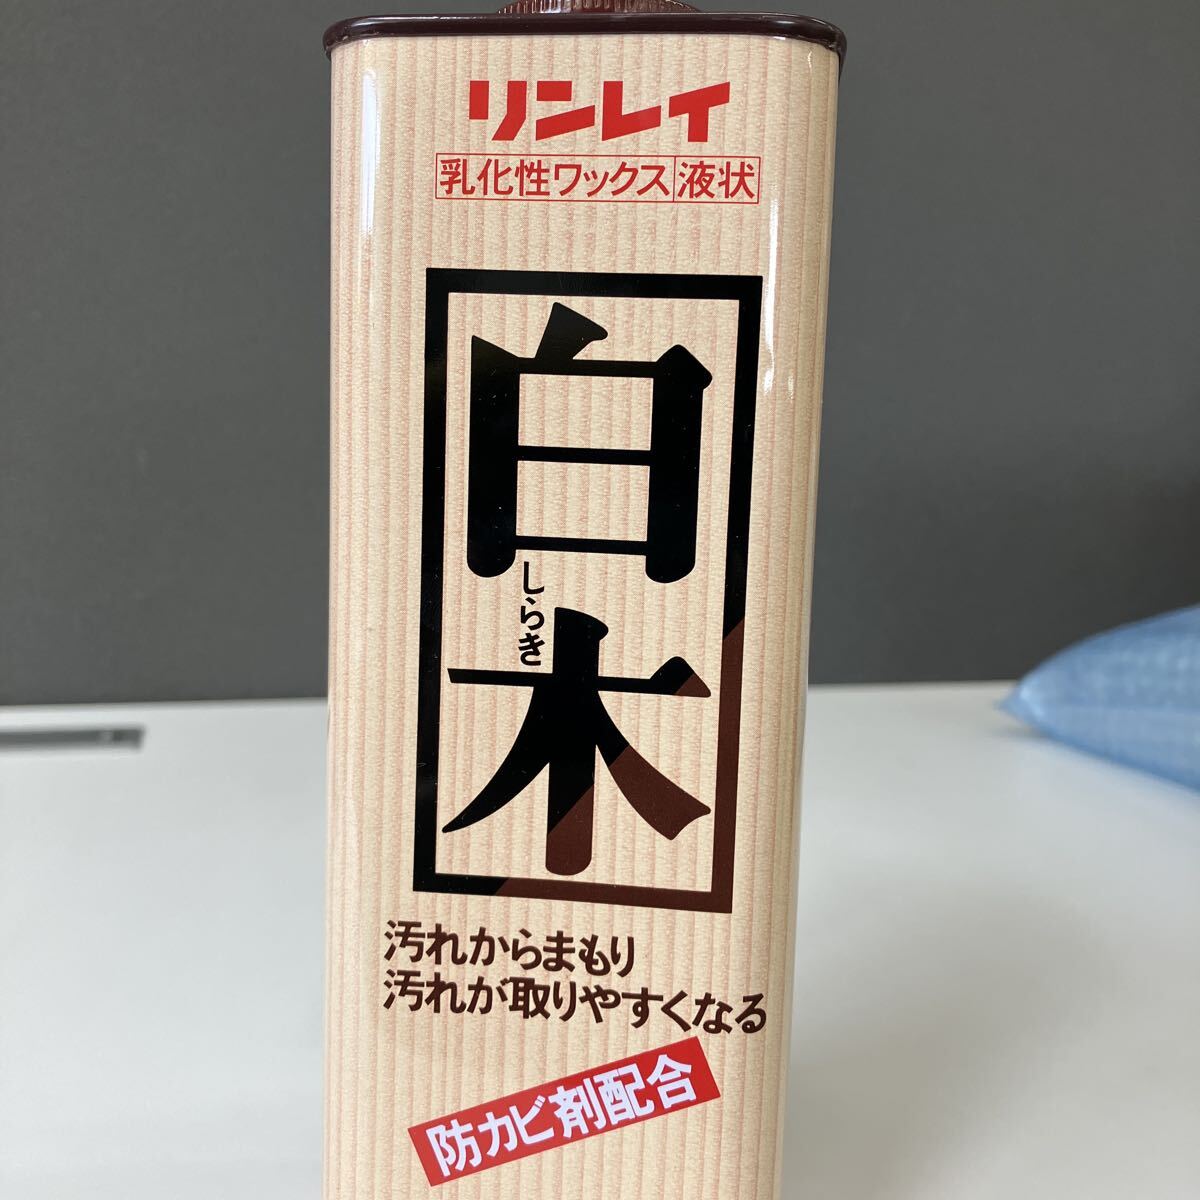 リンレイ
乳化性ワックス 液状
白木
しらき
汚れからまもり
汚れが取りやすくなる
防カビ剤配合